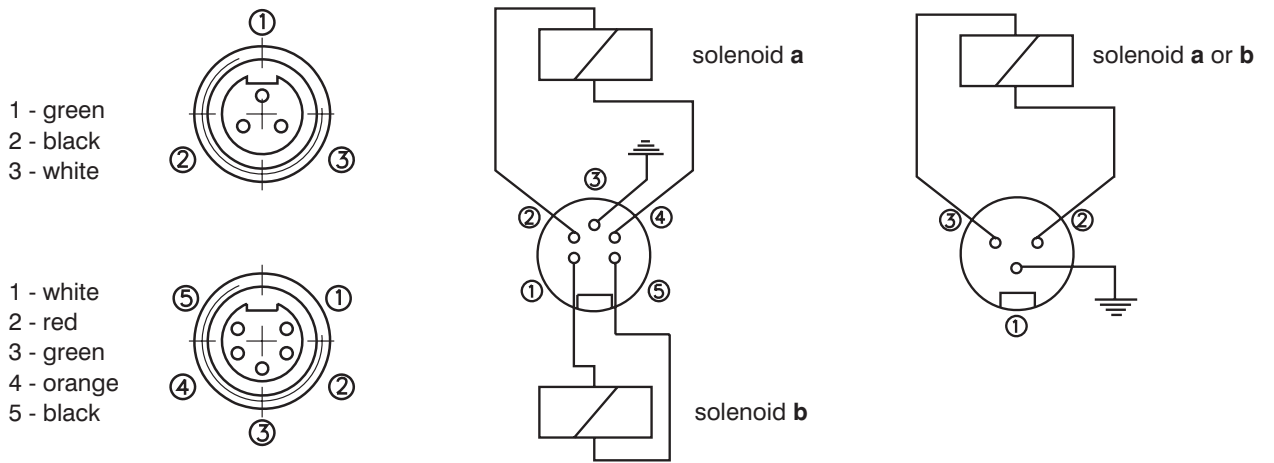 ①
1 - green
2 - black
3 - white
② ③
1 - white
2 - red
3 - green
4 - orange
5 - black
⑤ ①
④ ②
③
solenoid a
③
② ④
① ⑤
solenoid b
solenoid a or b
③ ②
①